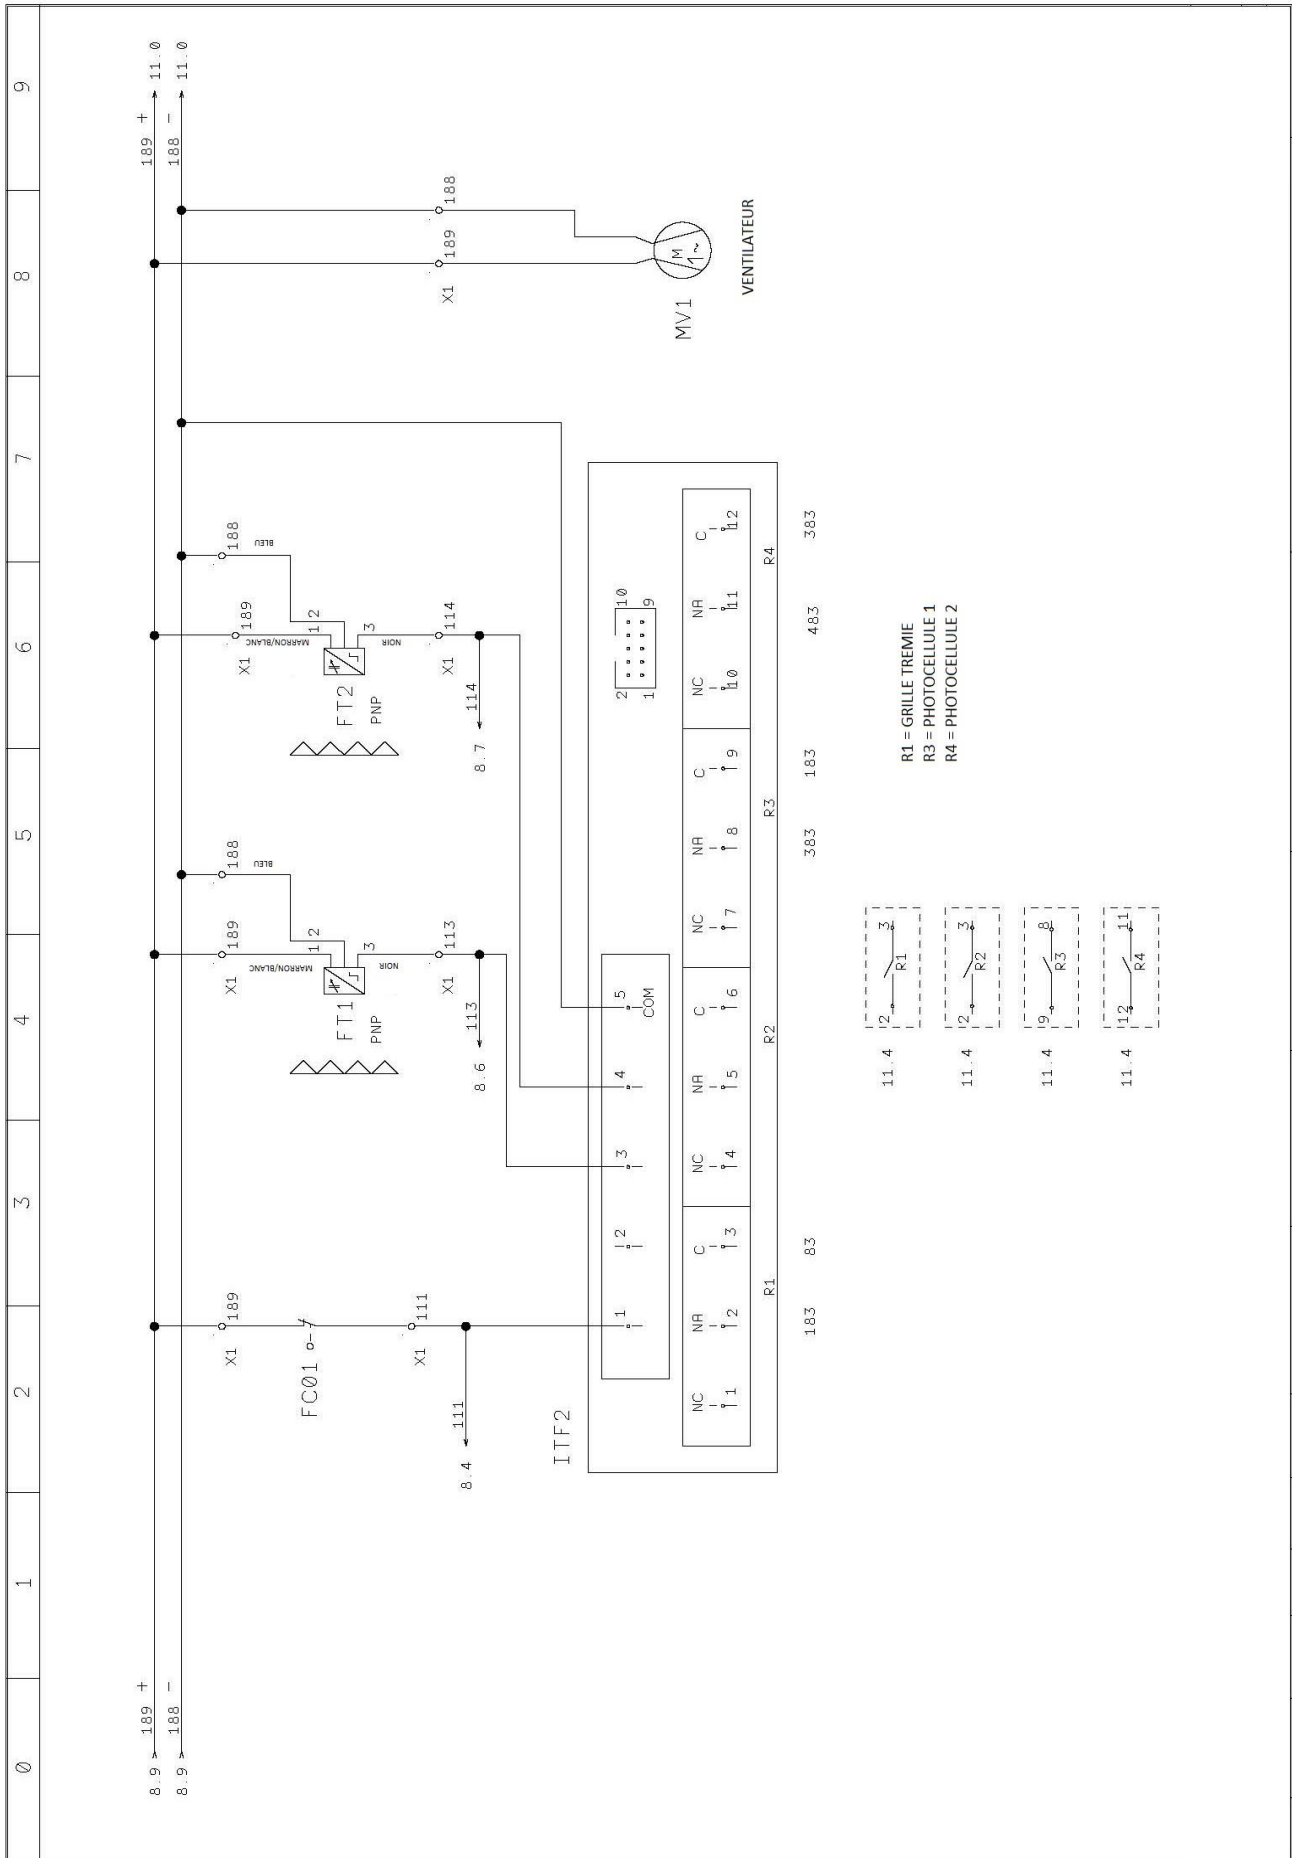 0 1 2 3 4 5 6 7 8 9
8.9 189 + 189 + 11.0
8.9 188 - 188 - 11.0
X1 189
FC01
X1 111
8.4 111
X1 189
188
MARRON/BLANC
BLEU
1 2
FT1
PNP
3
NOIR
X1 113
8.6 113
X1 189
188
MARRON/BLANC
BLEU
1 2
FT2
PNP
3
NOIR
X1 114
8.7 114
X1 189 188
MV1
M
1~
VENTILATEUR
ITF2
1 2 3 4 5
COM
2 10
1 9
NC NA C NC NA C NC NA C NC NA C
1 2 3 4 5 6 7 8 9 10 11 12
R1 R2 R3 R4
183 83 383 183 483 383
11.4 2 3
R1
11.4 2 3
R2
11.4 9 8
R3
11.4 12 11
R4
R1 = GRILLE TREMIE
R3 = PHOTOCELLULE 1
R4 = PHOTOCELLULE 2